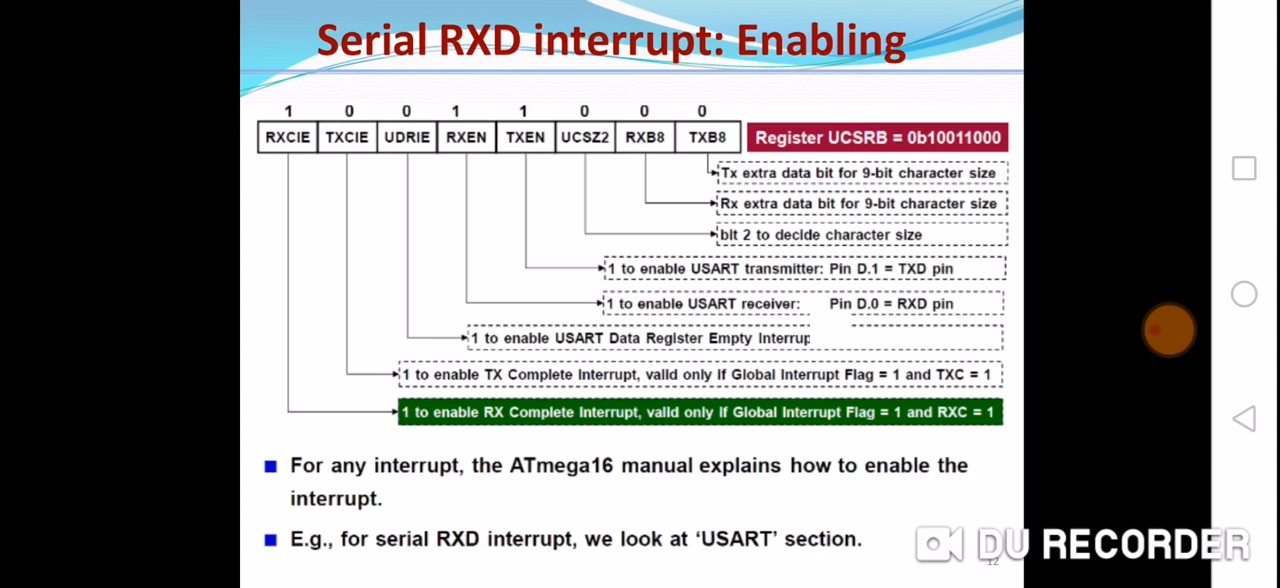 Serial RXD interrupt: Enabling
1 0 0 1 1 0 0 0
RXCIE TXCIE UDRIE RXEN TXEN UCSZ2 RXB8 TXB8 Register UCSRB = 0b10011000
Tx extra data bit for 9-bit character size
Rx extra data bit for 9-bit character size
bit 2 to decide character size
1 to enable USART transmitter: Pin D.1 = TXD pin
1 to enable USART receiver: Pin D.0 = RXD pin
1 to enable USART Data Register Empty Interrup
1 to enable TX Complete Interrupt, valid only if Global Interrupt Flag = 1 and TXC = 1
1 to enable RX Complete Interrupt, valid only if Global Interrupt Flag = 1 and RXC = 1
■ For any interrupt, the ATmega16 manual explains how to enable the
interrupt.
■ E.g., for serial RXD interrupt, we look at ‘USART’ section.
DU RECORDER
12